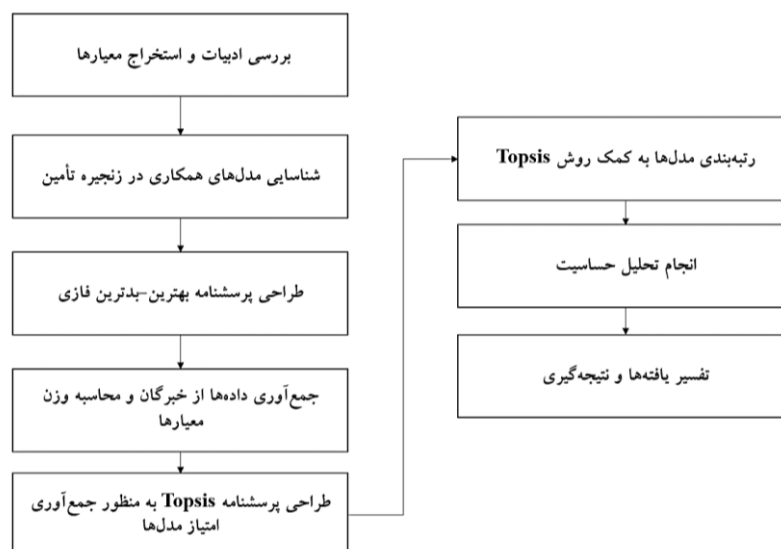 بررسی ادبیات و استخراج معیارها
شناسایی مدل‌های همکاری در زنجیره تأمین
طراحی پرسشنامه بهترین-بدترین فازی
جمع‌آوری داده‌ها از خبرگان و محاسبه وزن
معیارها
طراحی پرسشنامه Topsis به منظور جمع‌آوری
امتیاز مدل‌ها
رتبه‌بندی مدل‌ها به کمک روش Topsis
انجام تحلیل حساسیت
تفسیر یافته‌ها و نتیجه‌گیری